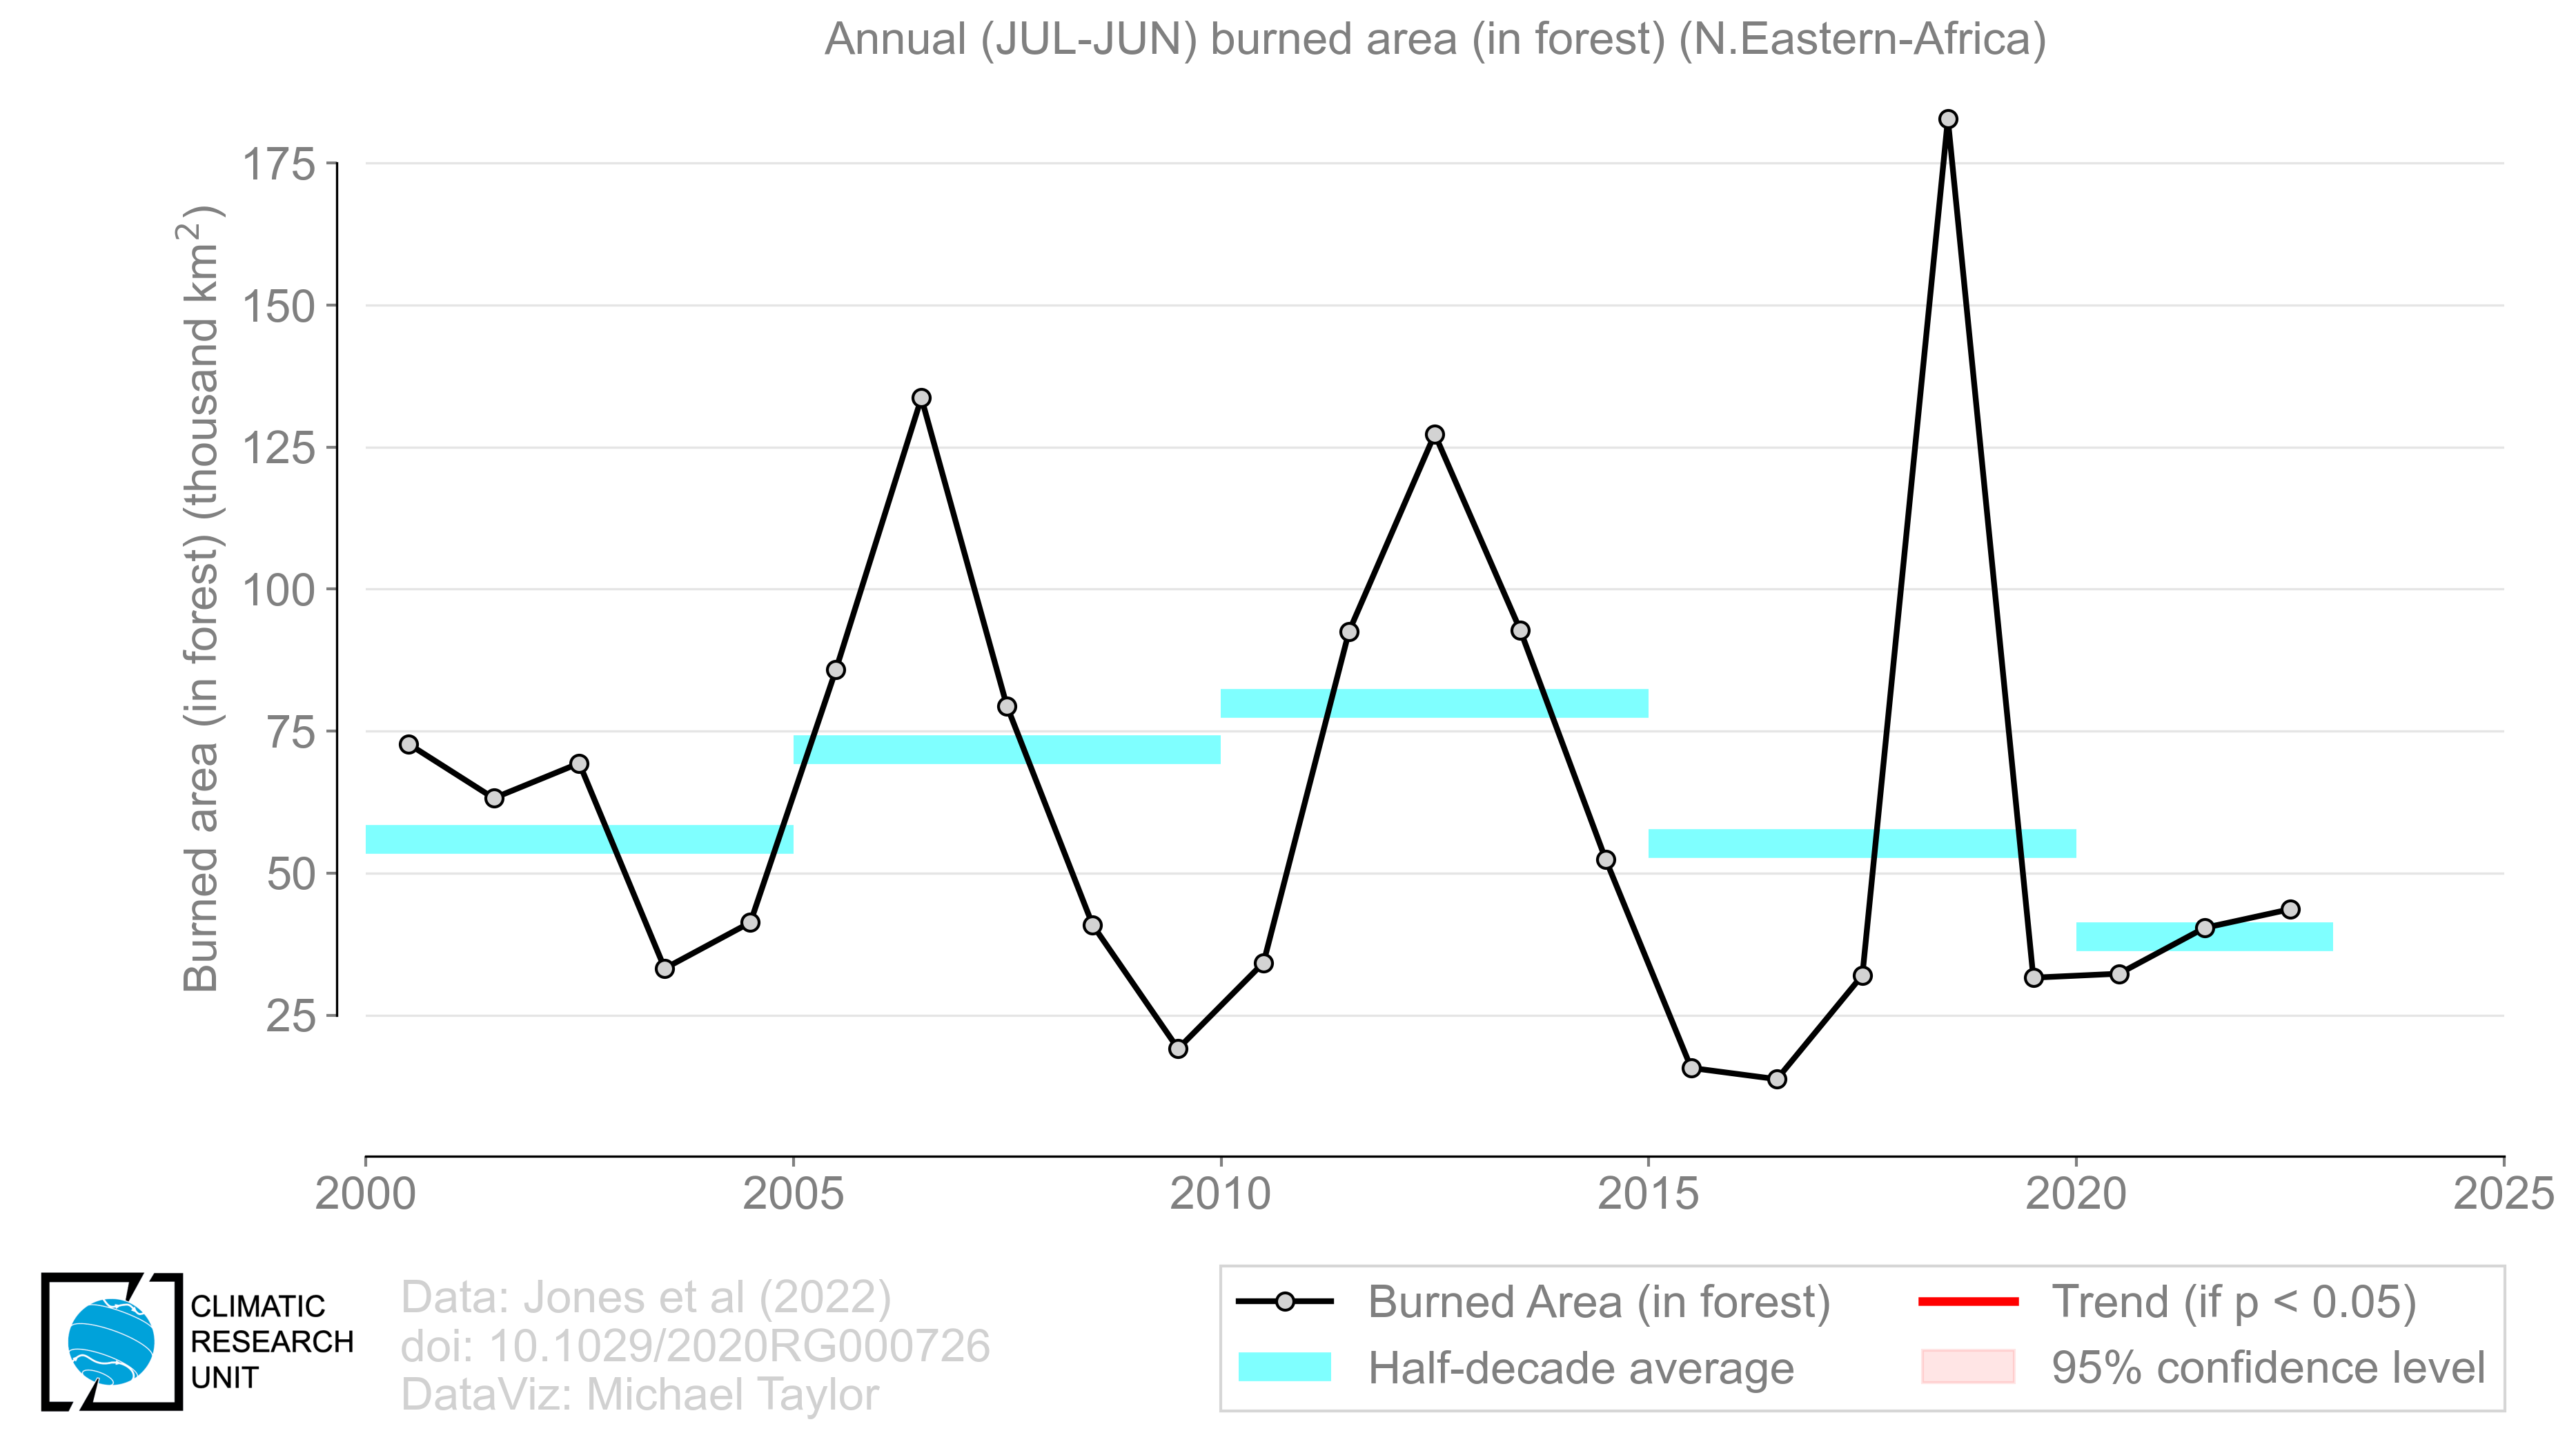 Annual (JUL-JUN) burned area (in forest) (N.Eastern-Africa)
Burned area (in forest) (thousand km²)
175
150
125
100
75
50
25
2000
2005
2010
2015
2020
2025
CLIMATIC
RESEARCH
UNIT
Data: Jones et al (2022)
doi: 10.1029/2020RG000726
DataViz: Michael Taylor
Burned Area (in forest)
Half-decade average
Trend (if p < 0.05)
95% confidence level